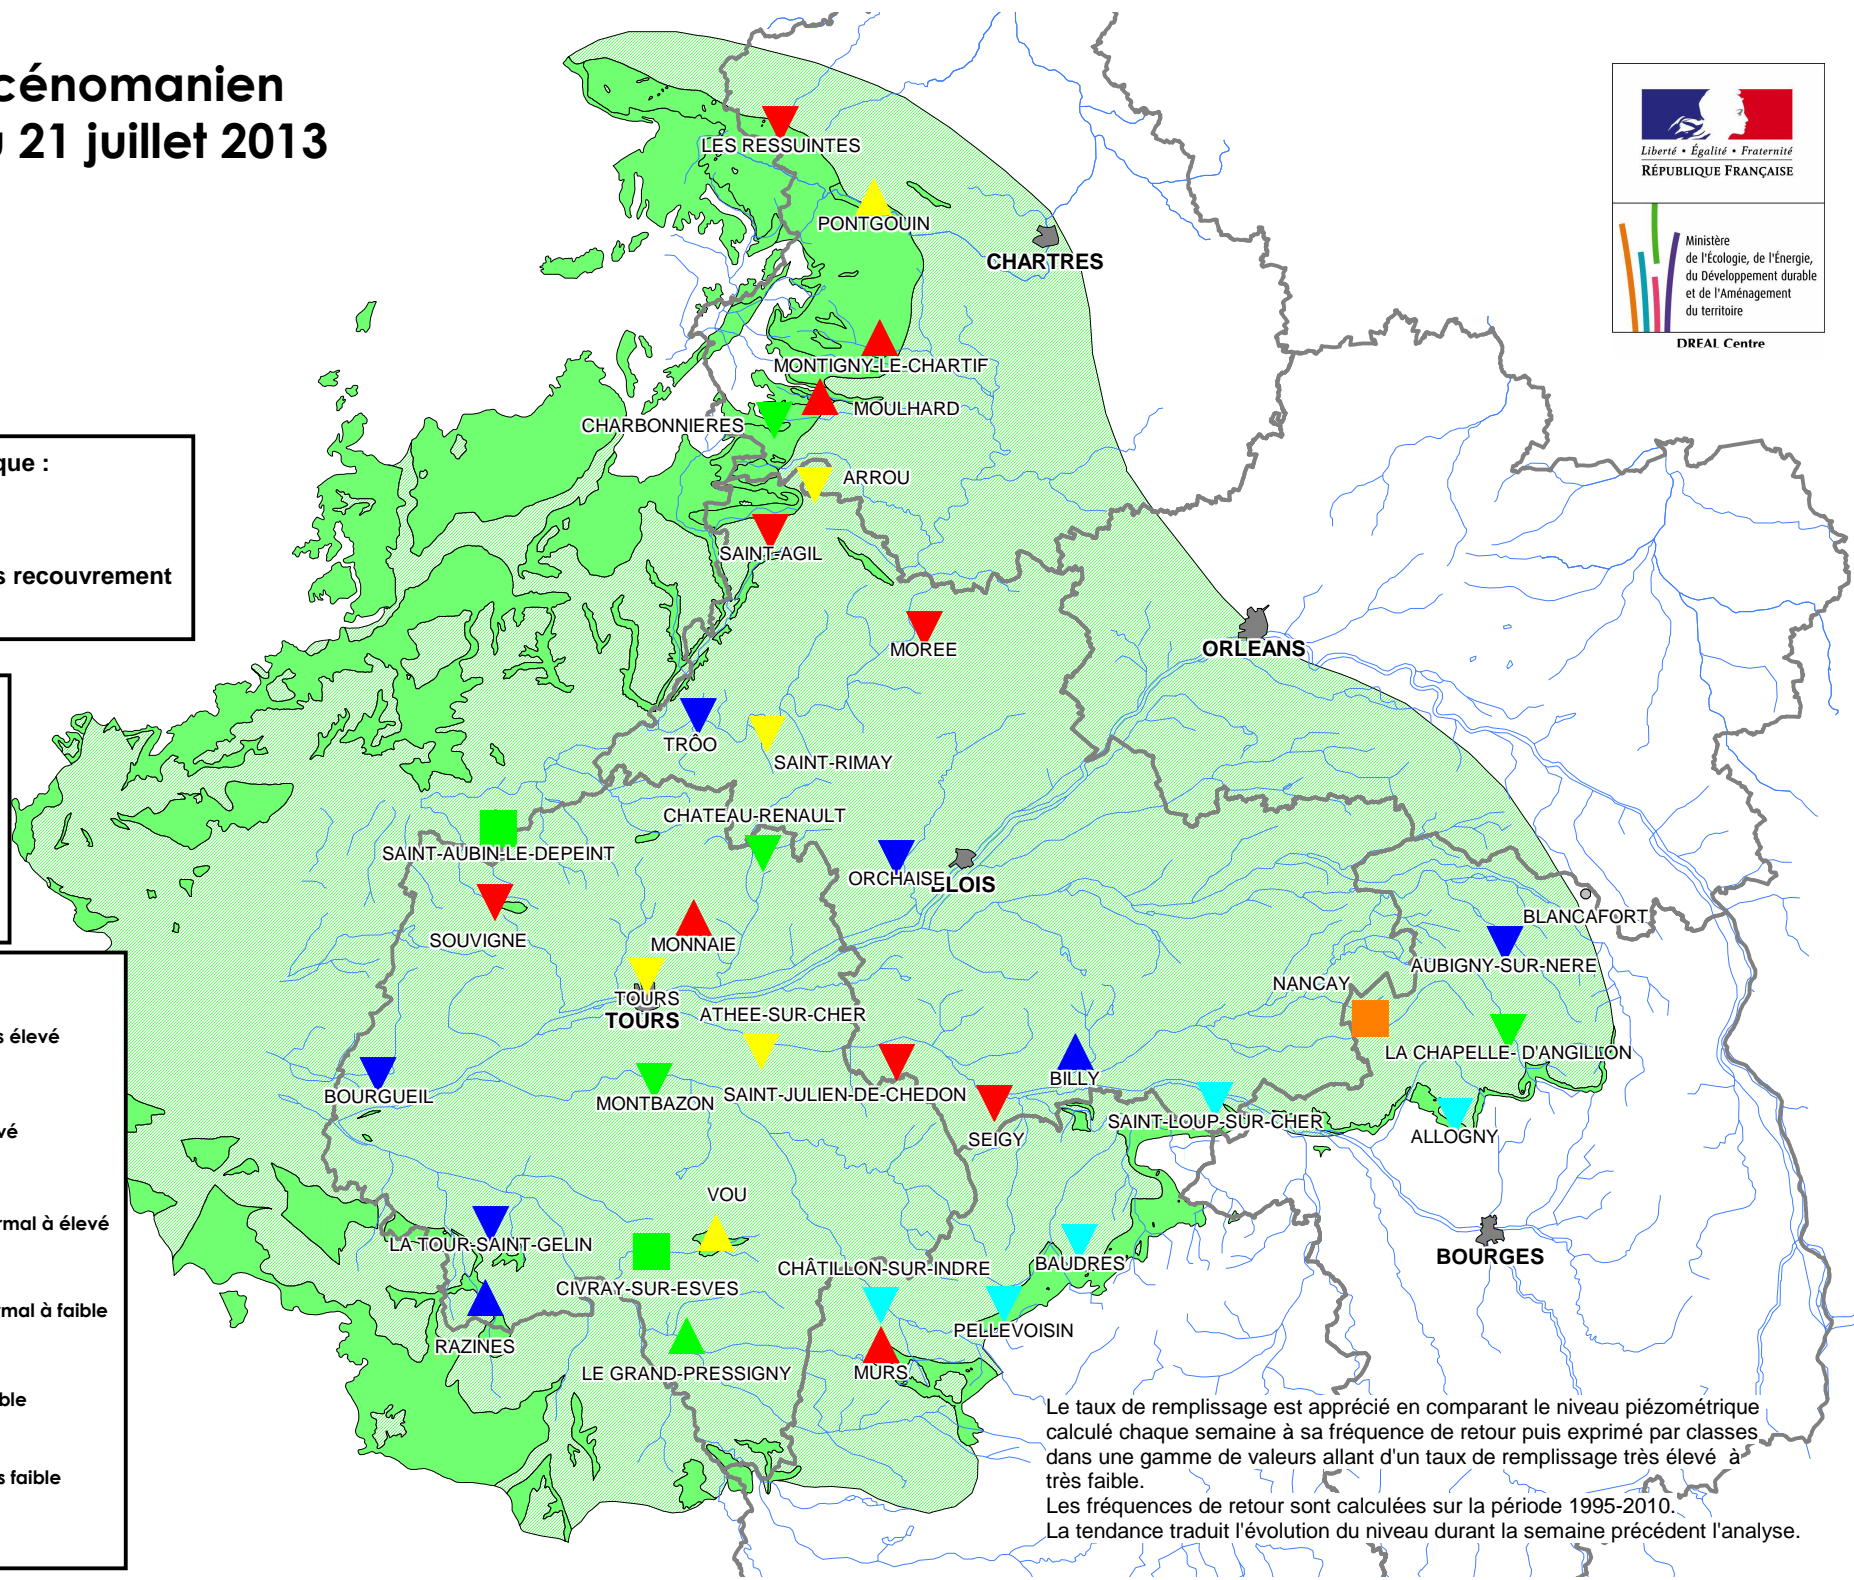 cénomanien
21 juillet 2013
LES RESSUINTES
PONTGOUIN
CHARTRES
Liberté • Égalité • Fraternité
RÉPUBLIQUE FRANÇAISE
Ministère
de l'Écologie, de l'Énergie,
du Développement durable
et de l'Aménagement
du territoire
DREAL Centre
MONTIGNY-LE-CHARTIF
MOULHARD
CHARBONNIERES
ARROU
SAINT-AGIL
MOREE
ORLEANS
recouvrement
TRÔO
SAINT-RIMAY
CHATEAU-RENAULT
SAINT-AUBIN-LE-DEPEINT
ORCHAISE
BLOIS
SOUVIGNE
MONNAIE
BLANCAFORT
AUBIGNY-SUR-NERE
NANCAY
TOURS
TOURS
ATHEE-SUR-CHER
élevé
LA CHAPELLE- D'ANGILLON
BOURGUEIL
MONTBAZON
SAINT-JULIEN-DE-CHEDON
BILLY
SEIGY
SAINT-LOUP-SUR-CHER
ALLOGNY
VOU
à élevé
LA TOUR-SAINT-GELIN
CIVRAY-SUR-ESVES
CHÂTILLON-SUR-INDRE
BAUDRES
BOURGES
à faible
RAZINES
LE GRAND-PRESSIGNY
MURS
PELLEVOISIN
faible
Le taux de remplissage est apprécié en comparant le niveau piézométrique
calculé chaque semaine à sa fréquence de retour puis exprimé par classes
dans une gamme de valeurs allant d'un taux de remplissage très élevé à
très faible.
Les fréquences de retour sont calculées sur la période 1995-2010.
La tendance traduit l'évolution du niveau durant la semaine précédent l'analyse.